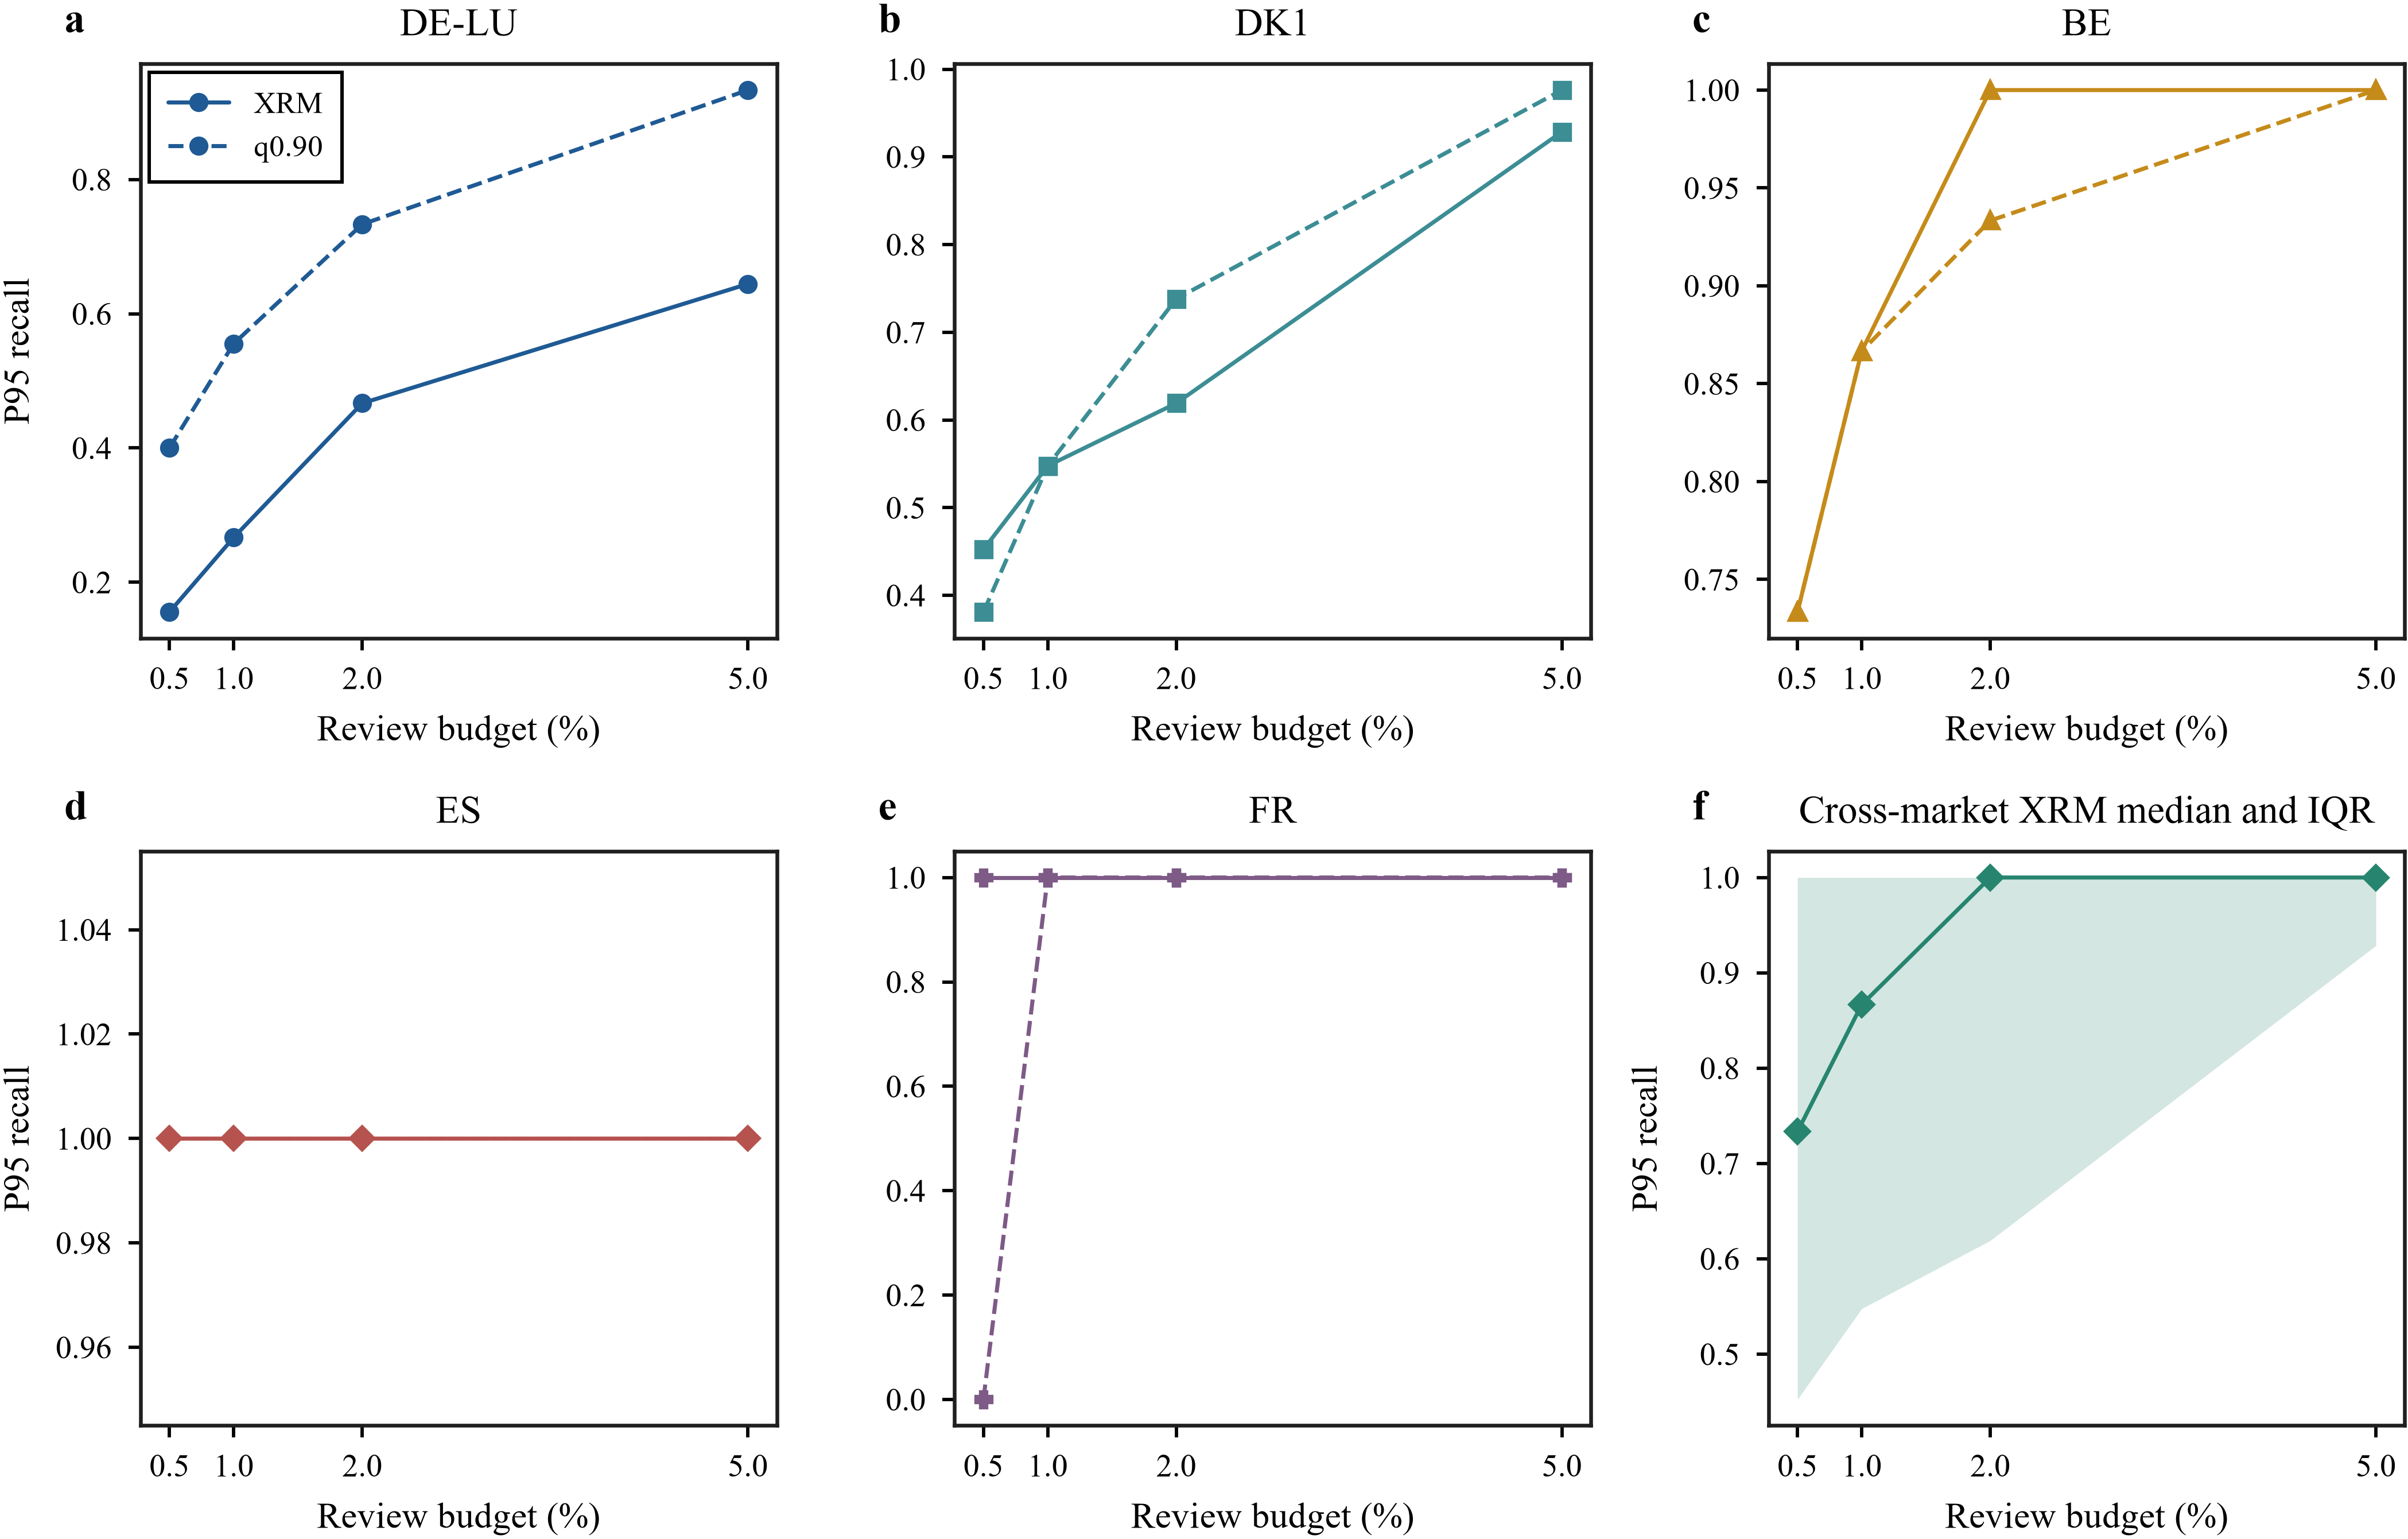 a DE-LU
XRM
q0.90
P95 recall
0.8
0.6
0.4
0.2
0.5 1.0 2.0 5.0
Review budget (%)
b DK1
1.0
0.9
0.8
0.7
0.6
0.5
0.4
0.5 1.0 2.0 5.0
Review budget (%)
c BE
1.00
0.95
0.90
0.85
0.80
0.75
0.5 1.0 2.0 5.0
Review budget (%)
d ES
P95 recall
1.04
1.02
1.00
0.98
0.96
0.5 1.0 2.0 5.0
Review budget (%)
e FR
1.0
0.8
0.6
0.4
0.2
0.0
0.5 1.0 2.0 5.0
Review budget (%)
f Cross-market XRM median and IQR
P95 recall
1.0
0.9
0.8
0.7
0.6
0.5
0.5 1.0 2.0 5.0
Review budget (%)